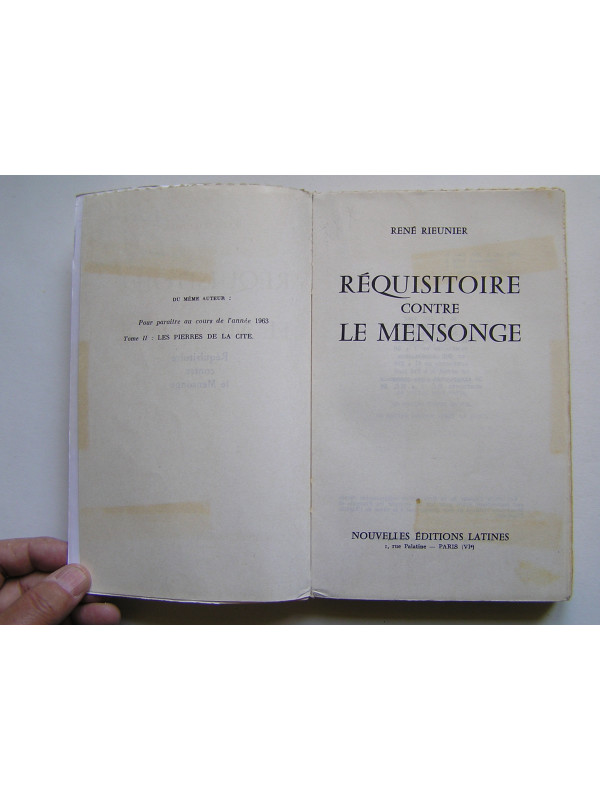 DU MÊME AUTEUR :
Pour paraître au cours de l'année 1963
Tome II : LES PIERRES DE LA CITE.
RENÉ RIEUNIER
RÉQUISITOIRE
CONTRE
LE MENSONGE
NOUVELLES ÉDITIONS LATINES
1, rue Palatine — PARIS (VIe)